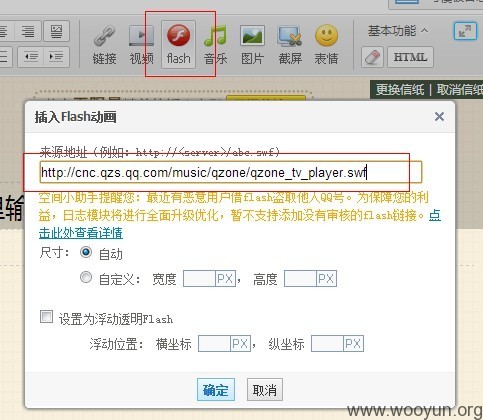 基本功能
链接 视频 flash 音乐 图片 截屏 表情 HTML
更换信纸 | 取消信纸
插入Flash动画
来源地址(例如：http://<server>/abc.swf)
http://cnc.qzs.qq.com/music/qzone/qzone_tv_player.swf
空间小助手提醒您：最近有恶意用户借flash盗取他人QQ号。为保障您的利
益，日志模块将进行全面升级优化，暂不支持添加没有审核的flash链接。点
击此处查看详情
尺寸： 自动
自定义： 宽度 PX， 高度 PX
设置为浮动透明Flash
浮动位置： 横坐标 PX， 纵坐标 PX
确定 取消
www.wooyun.org